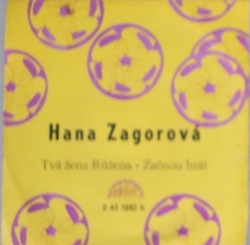 Hana Zagorová
Tvá žena Růžena - Začnou hrát